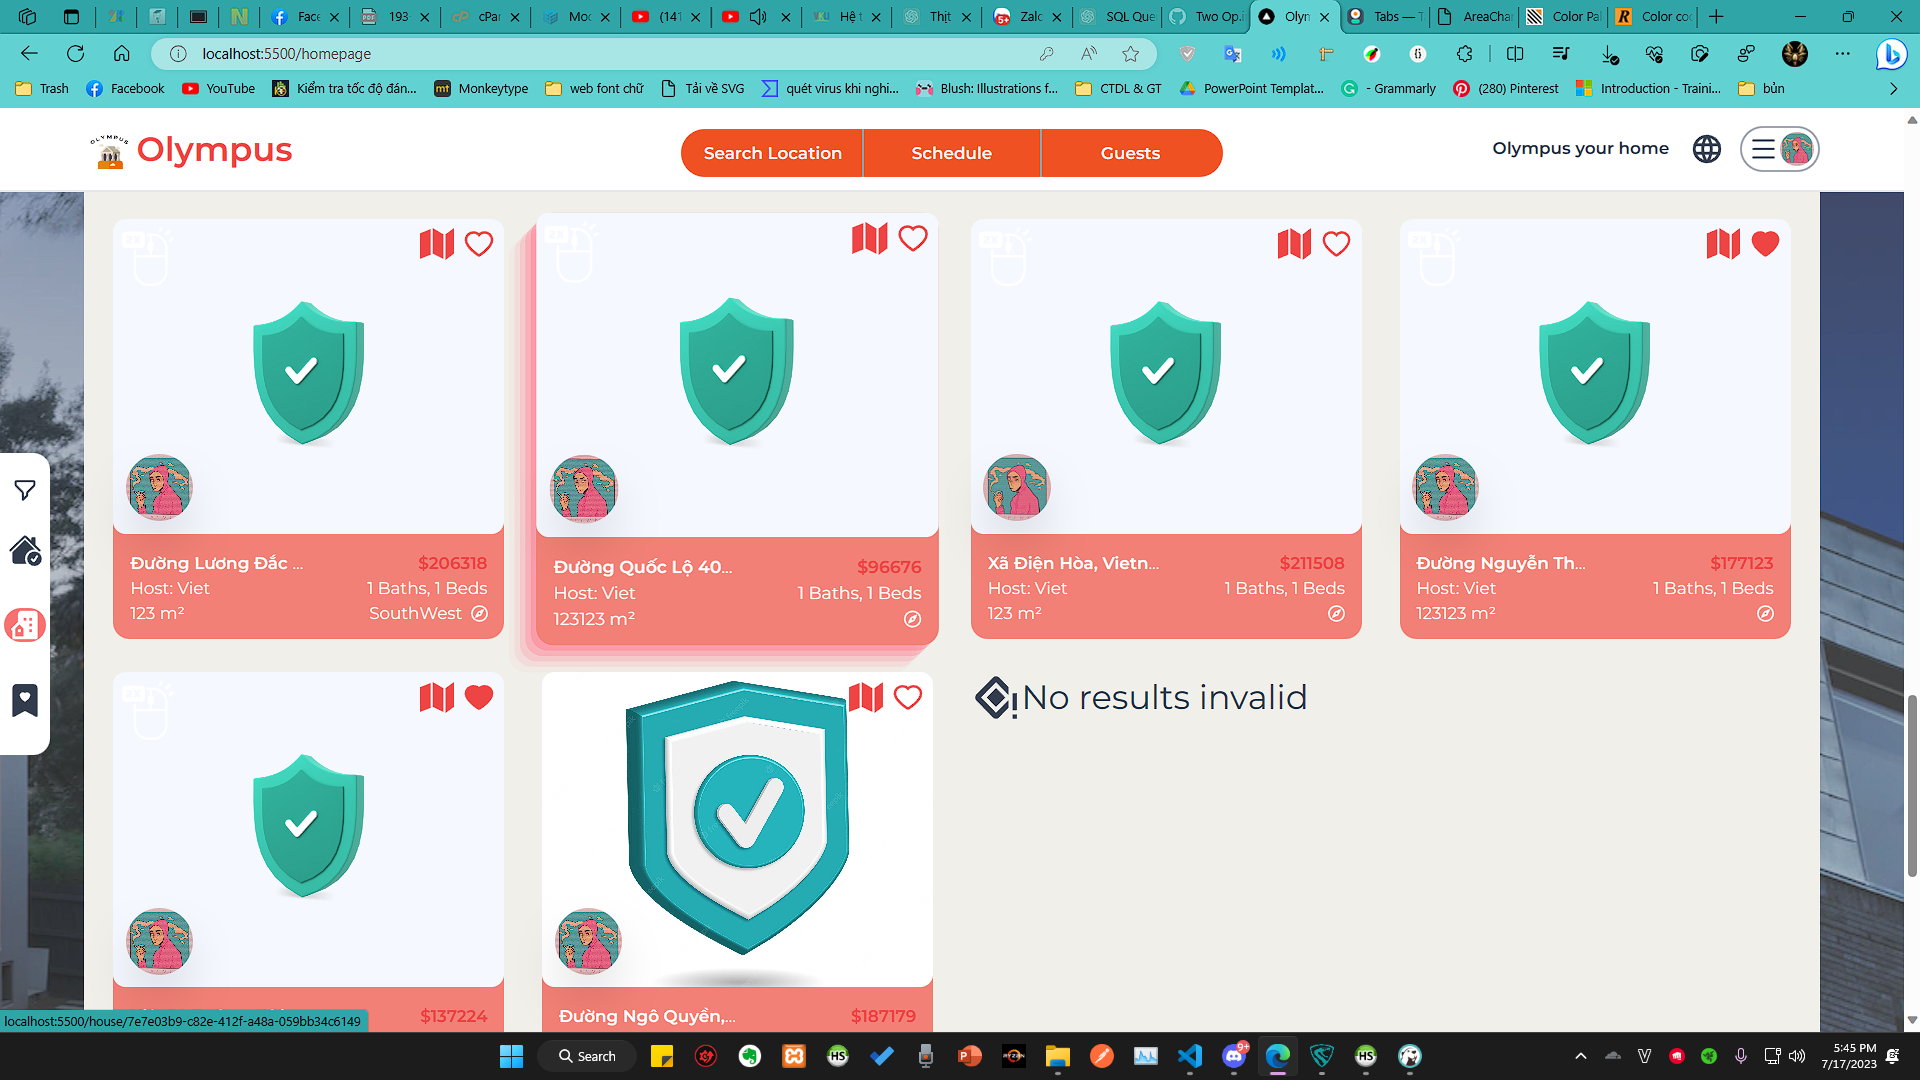 Face
193
cPar
Moc
(141
Hệ t
Thịt
Zalc
SQL Que
Two Op.i
Olym
Tabs — T
AreaChar
Color Pal
Color coc
localhost:5500/homepage
Trash
Facebook
YouTube
Kiểm tra tốc độ đán...
Monkeytype
web font chữ
Tải về SVG
quét virus khi nghi...
Blush: Illustrations f...
CTDL & GT
PowerPoint Templat...
- Grammarly
(280) Pinterest
Introduction - Traini...
bủn
OLYMPUS
Olympus
Search Location
Schedule
Guests
Olympus your home
Đường Lương Đắc ...
$206318
Host: Viet
1 Baths, 1 Beds
123 m²
SouthWest
Đường Quốc Lộ 40...
$96676
Host: Viet
1 Baths, 1 Beds
123123 m²
Xã Điện Hòa, Vietn...
$211508
Host: Viet
1 Baths, 1 Beds
123 m²
Đường Nguyễn Th...
$177123
Host: Viet
1 Baths, 1 Beds
123123 m²
No results invalid
$137224
Đường Ngô Quyền,...
$187179
localhost:5500/house/7e7e03b9-c82e-412f-a48a-059bb34c6149
Search
9+
5:45 PM
7/17/2023